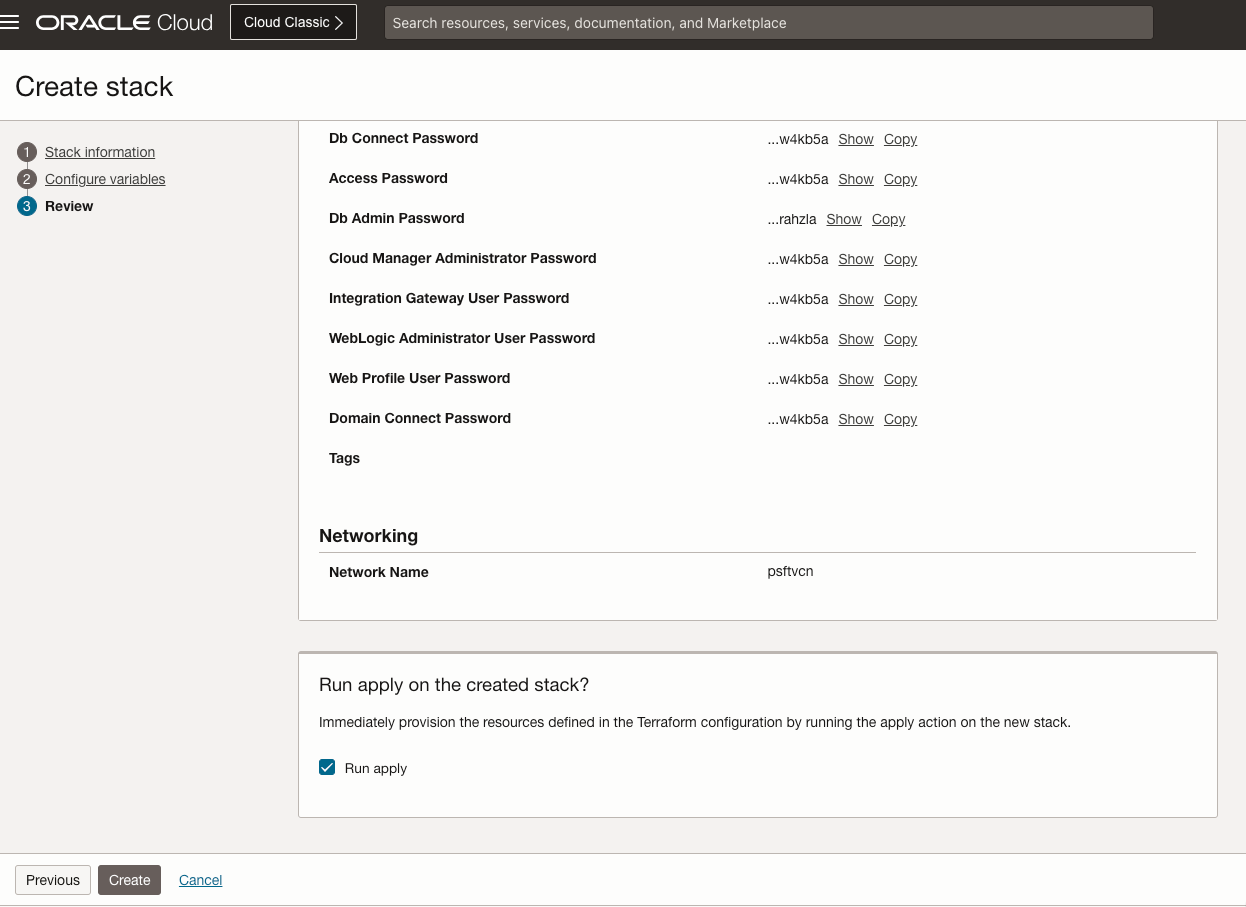 ORACLE Cloud Cloud Classic Search resources, services, documentation, and Marketplace
Create stack
1 Stack information
2 Configure variables
3 Review
Db Connect Password ...w4kb5a Show Copy
Access Password ...w4kb5a Show Copy
Db Admin Password ...rahzla Show Copy
Cloud Manager Administrator Password ...w4kb5a Show Copy
Integration Gateway User Password ...w4kb5a Show Copy
WebLogic Administrator User Password ...w4kb5a Show Copy
Web Profile User Password ...w4kb5a Show Copy
Domain Connect Password ...w4kb5a Show Copy
Tags
Networking
Network Name psftvcn
Run apply on the created stack?
Immediately provision the resources defined in the Terraform configuration by running the apply action on the new stack.
Run apply
Previous Create Cancel